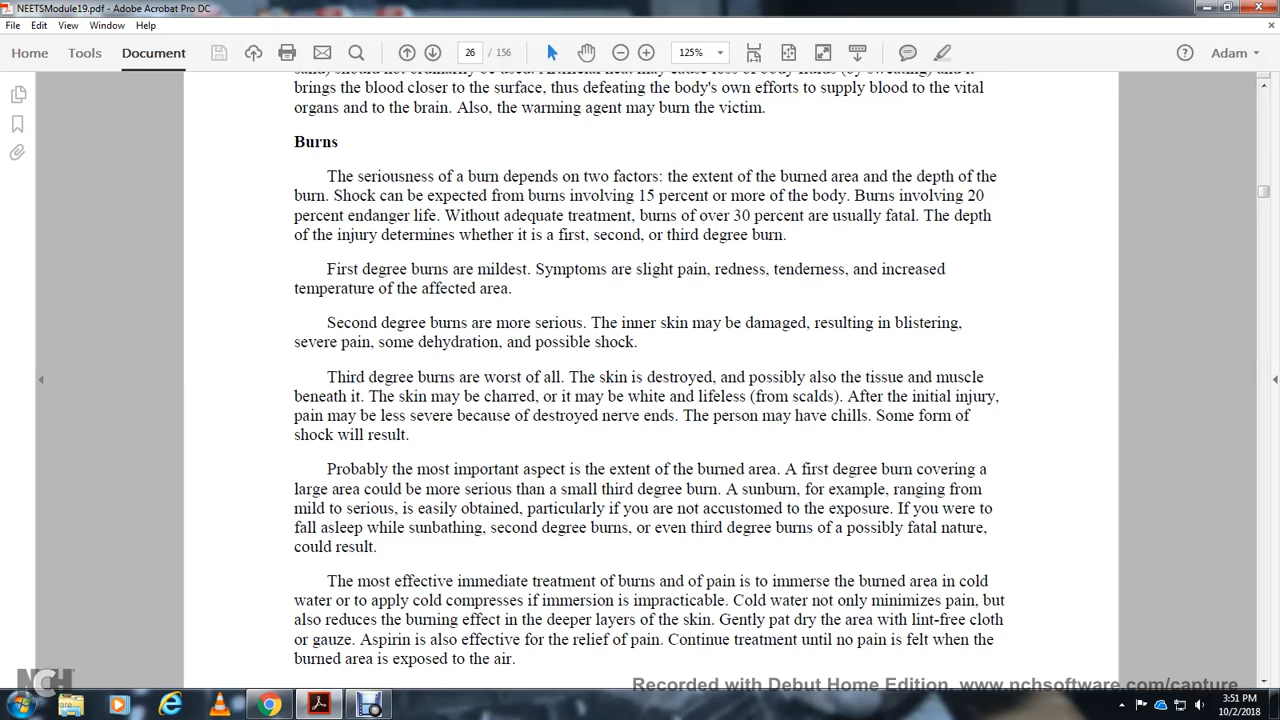 NEETSModule19.pdf - Adobe Acrobat Pro DC
File Edit View Window Help
Home Tools Document 26 / 156 125% Adam
brings the blood closer to the surface, thus defeating the body's own efforts to supply blood to the vital
organs and to the brain. Also, the warming agent may burn the victim.
Burns
The seriousness of a burn depends on two factors: the extent of the burned area and the depth of the
burn. Shock can be expected from burns involving 15 percent or more of the body. Burns involving 20
percent endanger life. Without adequate treatment, burns of over 30 percent are usually fatal. The depth
of the injury determines whether it is a first, second, or third degree burn.
First degree burns are mildest. Symptoms are slight pain, redness, tenderness, and increased
temperature of the affected area.
Second degree burns are more serious. The inner skin may be damaged, resulting in blistering,
severe pain, some dehydration, and possible shock.
Third degree burns are worst of all. The skin is destroyed, and possibly also the tissue and muscle
beneath it. The skin may be charred, or it may be white and lifeless (from scalds). After the initial injury,
pain may be less severe because of destroyed nerve ends. The person may have chills. Some form of
shock will result.
Probably the most important aspect is the extent of the burned area. A first degree burn covering a
large area could be more serious than a small third degree burn. A sunburn, for example, ranging from
mild to serious, is easily obtained, particularly if you are not accustomed to the exposure. If you were to
fall asleep while sunbathing, second degree burns, or even third degree burns of a possibly fatal nature,
could result.
The most effective immediate treatment of burns and of pain is to immerse the burned area in cold
water or to apply cold compresses if immersion is impracticable. Cold water not only minimizes pain, but
also reduces the burning effect in the deeper layers of the skin. Gently pat dry the area with lint-free cloth
or gauze. Aspirin is also effective for the relief of pain. Continue treatment until no pain is felt when the
burned area is exposed to the air.
NCH
Recorded with Debut Home Edition. www.nchsoftware.com/capture
3:51 PM
10/2/2018